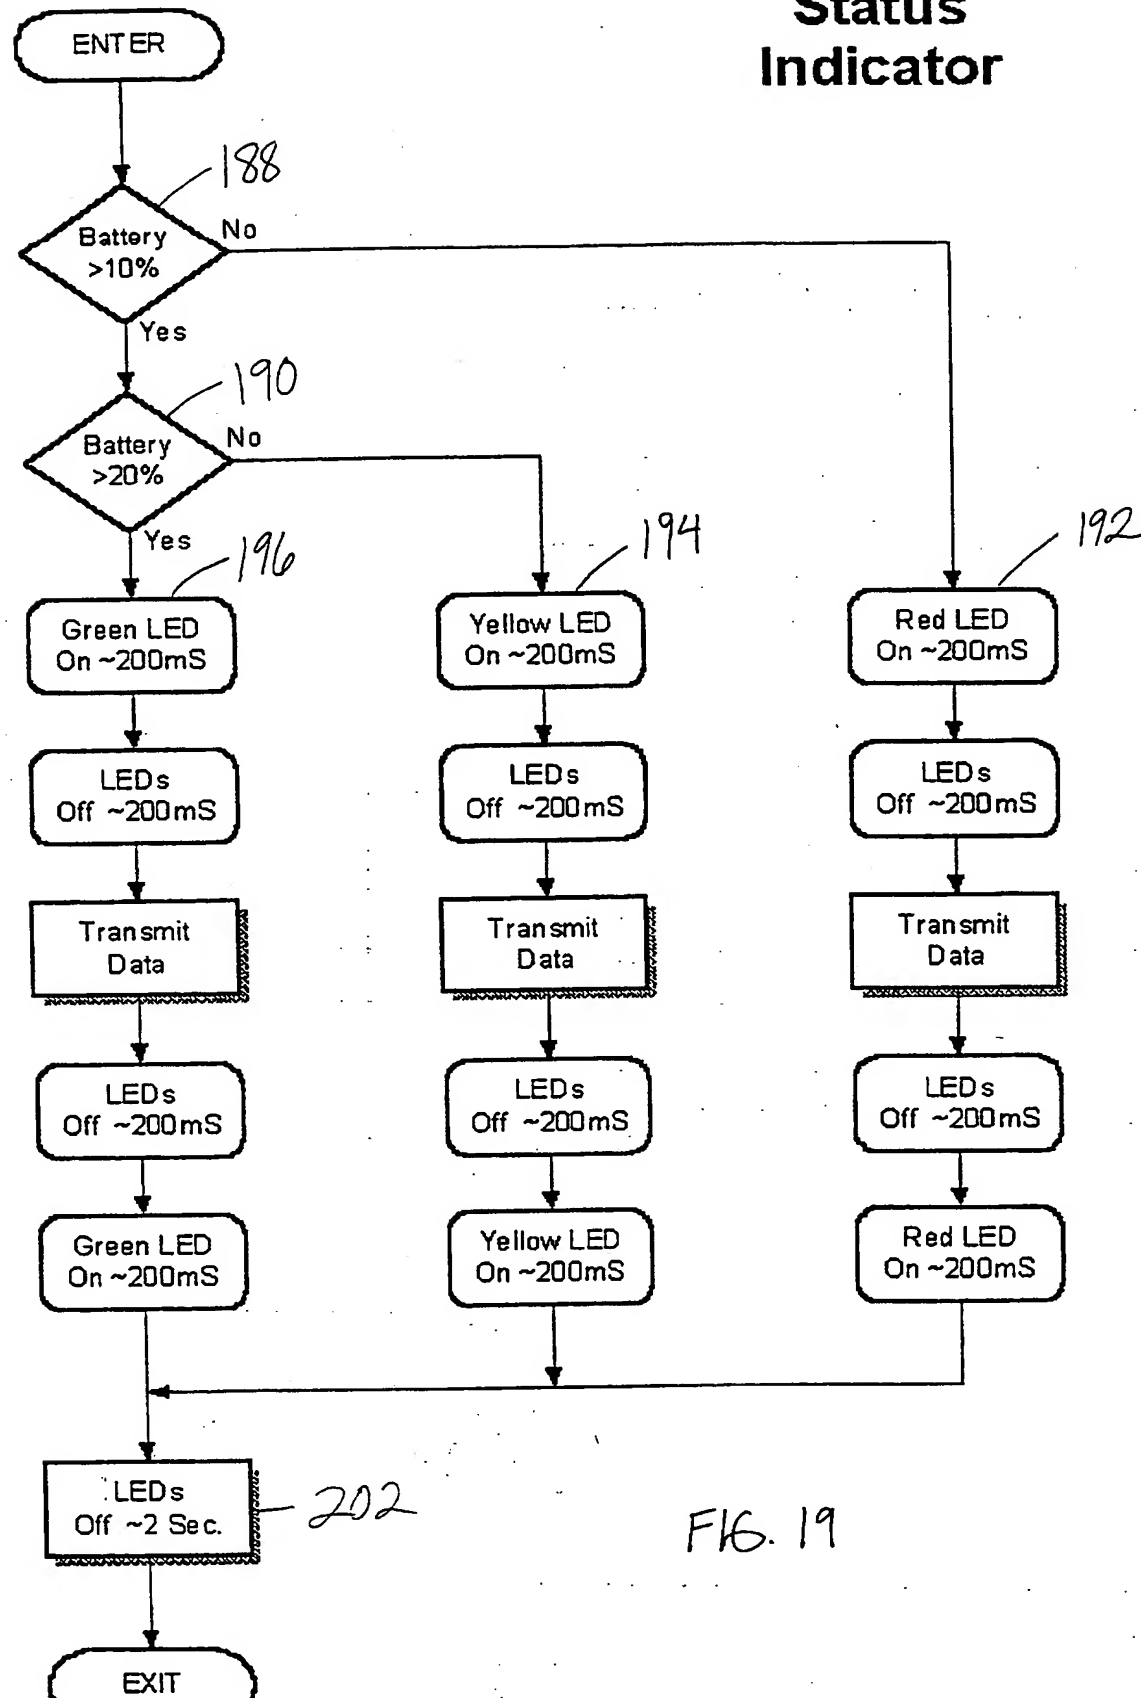 Status
Indicator
ENTER
188
Battery
>10%
No
Yes
190
Battery
>20%
No
Yes
196
194
192
Green LED
On ~200mS
Yellow LED
On ~200mS
Red LED
On ~200mS
LEDs
Off ~200mS
LEDs
Off ~200mS
LEDs
Off ~200mS
Transmit
Data
Transmit
Data
Transmit
Data
LEDs
Off ~200mS
LEDs
Off ~200mS
LEDs
Off ~200mS
Green LED
On ~200mS
Yellow LED
On ~200mS
Red LED
On ~200mS
LEDs
Off ~2 Sec.
202
FIG. 19
EXIT